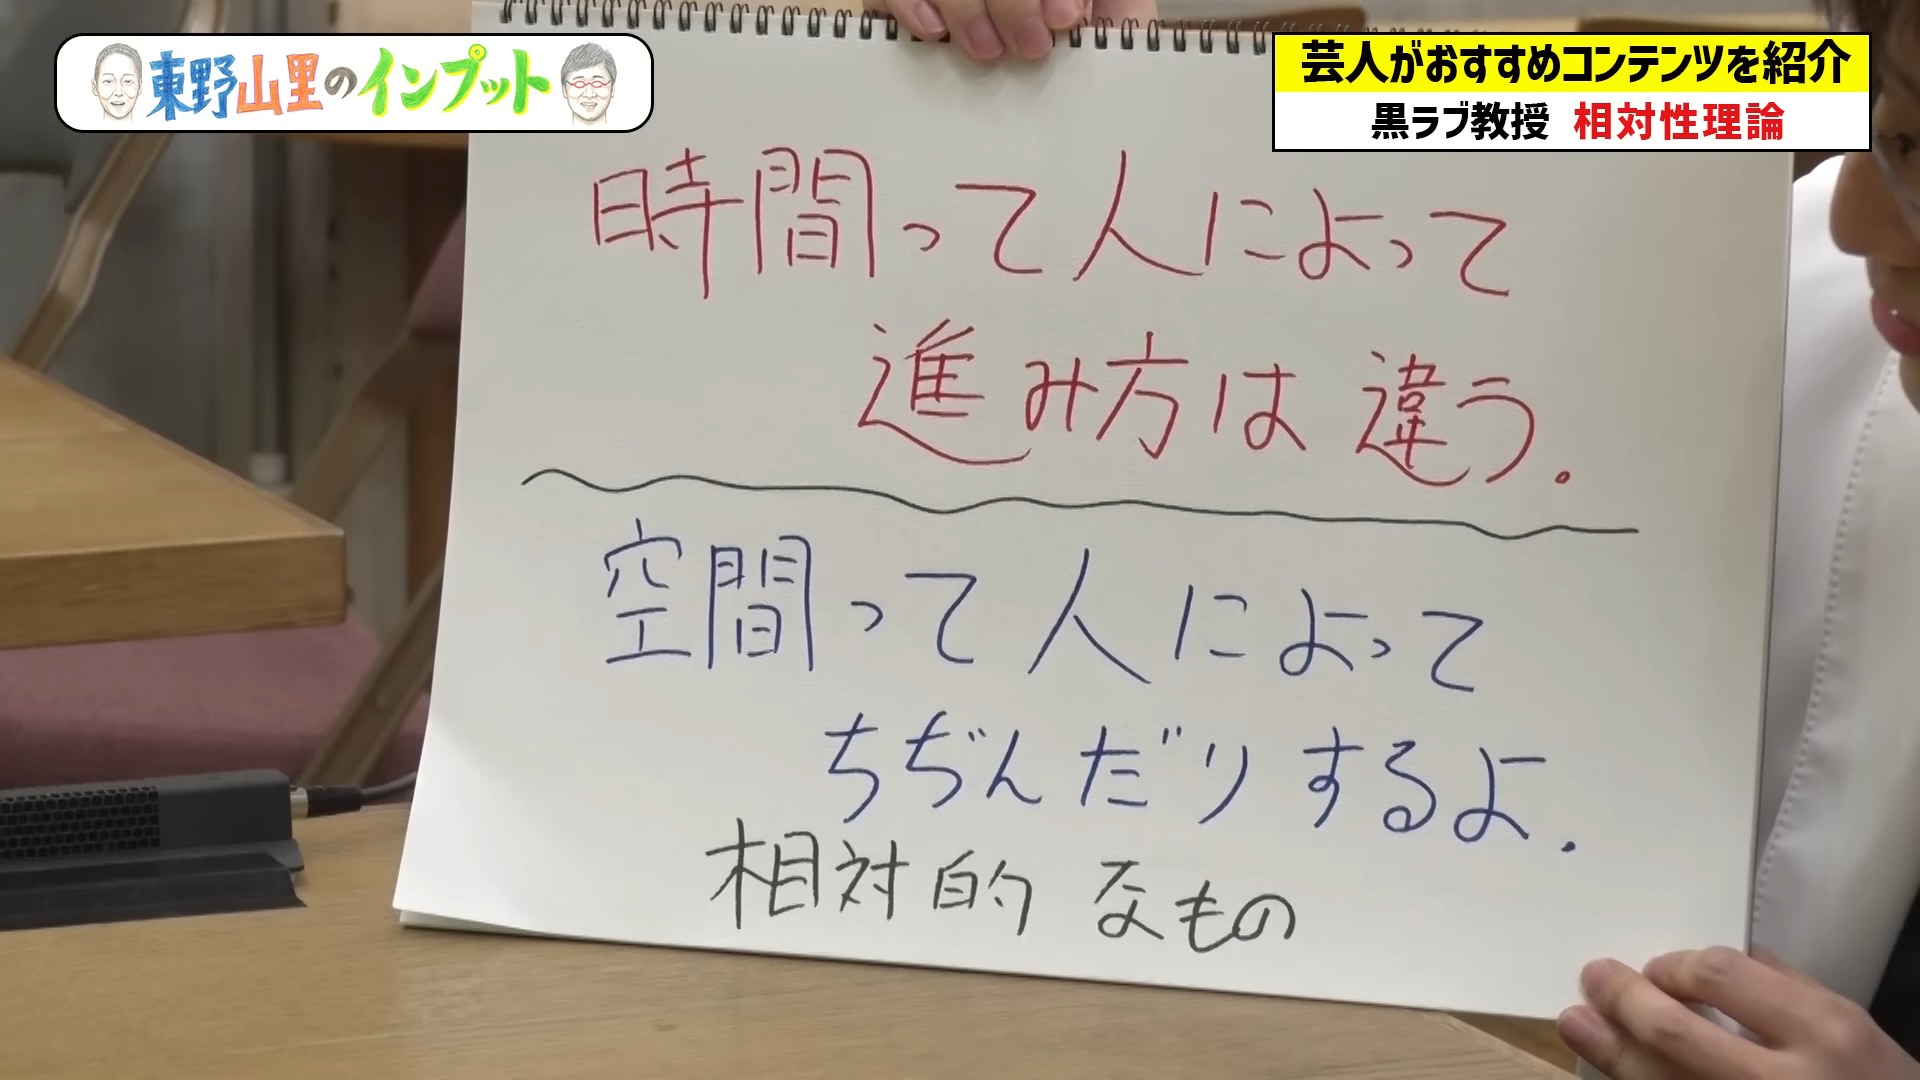 東野山里のインプット
芸人がおすすめコンテンツを紹介
黒ラブ教授 相対性理論
時間って人によって
進み方は違う.
空間って人によって
ちぢんだりするよ.
相対的なもの